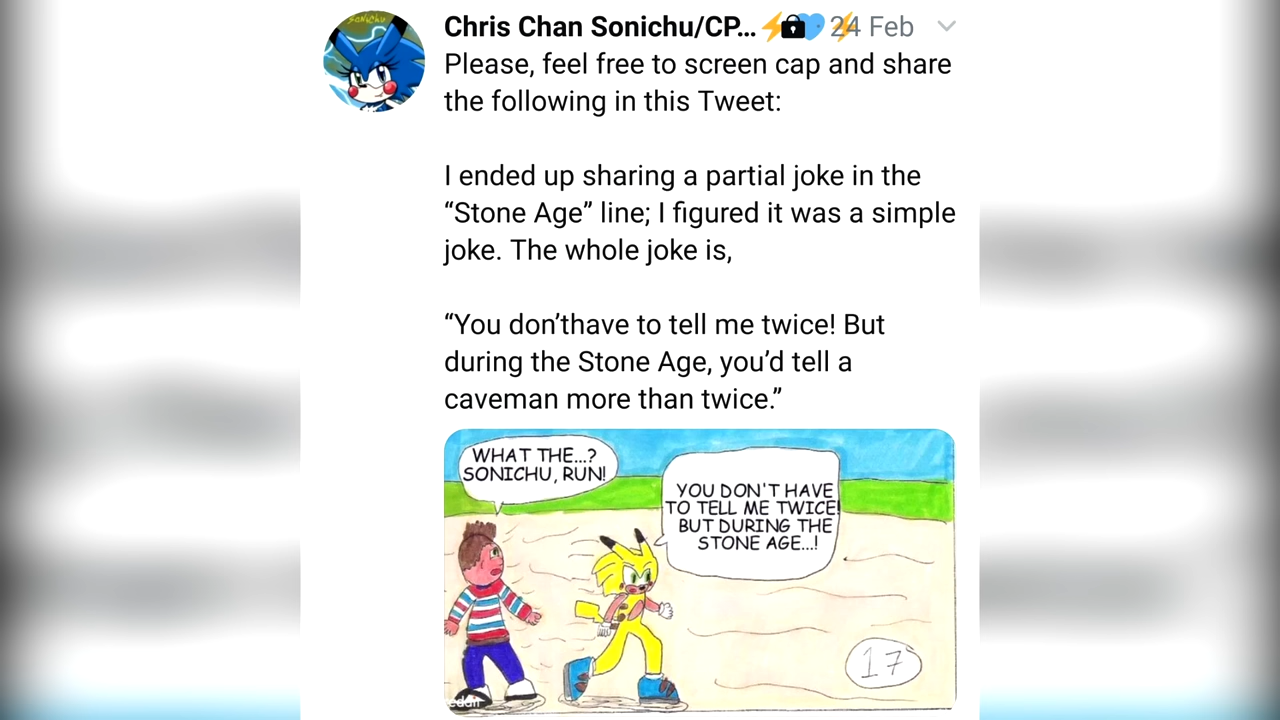 SONICHU
Chris Chan Sonichu/CP... ⚡🔒💙⚡ 24 Feb
Please, feel free to screen cap and share
the following in this Tweet:
I ended up sharing a partial joke in the
“Stone Age” line; I figured it was a simple
joke. The whole joke is,
“You don’thave to tell me twice! But
during the Stone Age, you’d tell a
caveman more than twice.”
WHAT THE...?
SONICHU, RUN!
YOU DON'T HAVE
TO TELL ME TWICE!
BUT DURING THE
STONE AGE...!
17